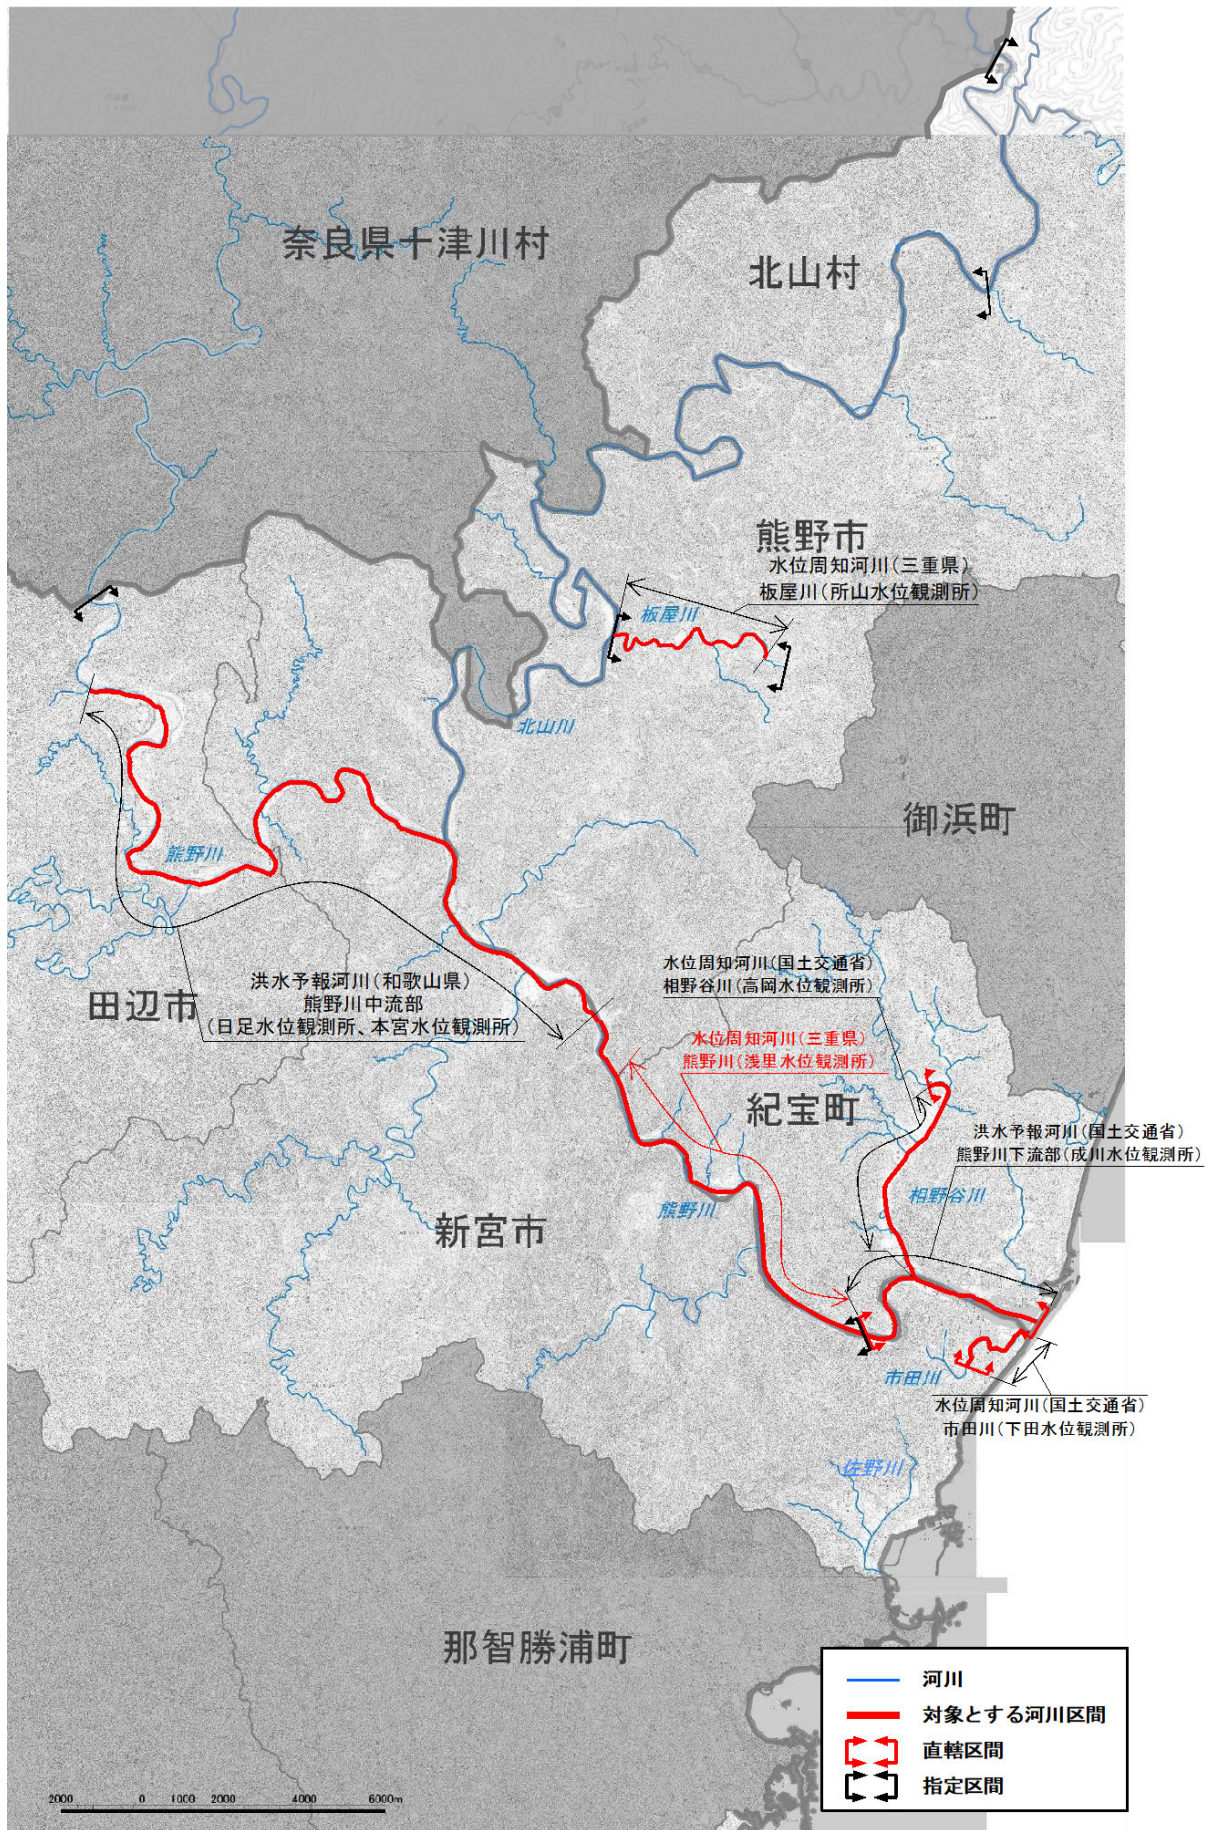 奈良県十津川村
北山村
熊野市
水位周知河川(三重県)
板屋川(所山水位観測所)
板屋川
北山川
御浜町
熊野川
田辺市
洪水予報河川(和歌山県)
熊野川中流部
(日足水位観測所、本宮水位観測所)
水位周知河川(国土交通省)
相野谷川(高岡水位観測所)
水位周知河川(三重県)
熊野川(浅里水位観測所)
紀宝町
洪水予報河川(国土交通省)
熊野川下流部(成川水位観測所)
相野谷川
熊野川
新宮市
市田川
水位周知河川(国土交通省)
市田川(下田水位観測所)
佐野川
那智勝浦町
河川
対象とする河川区間
直轄区間
指定区間
2000 0 1000 2000 4000 6000m